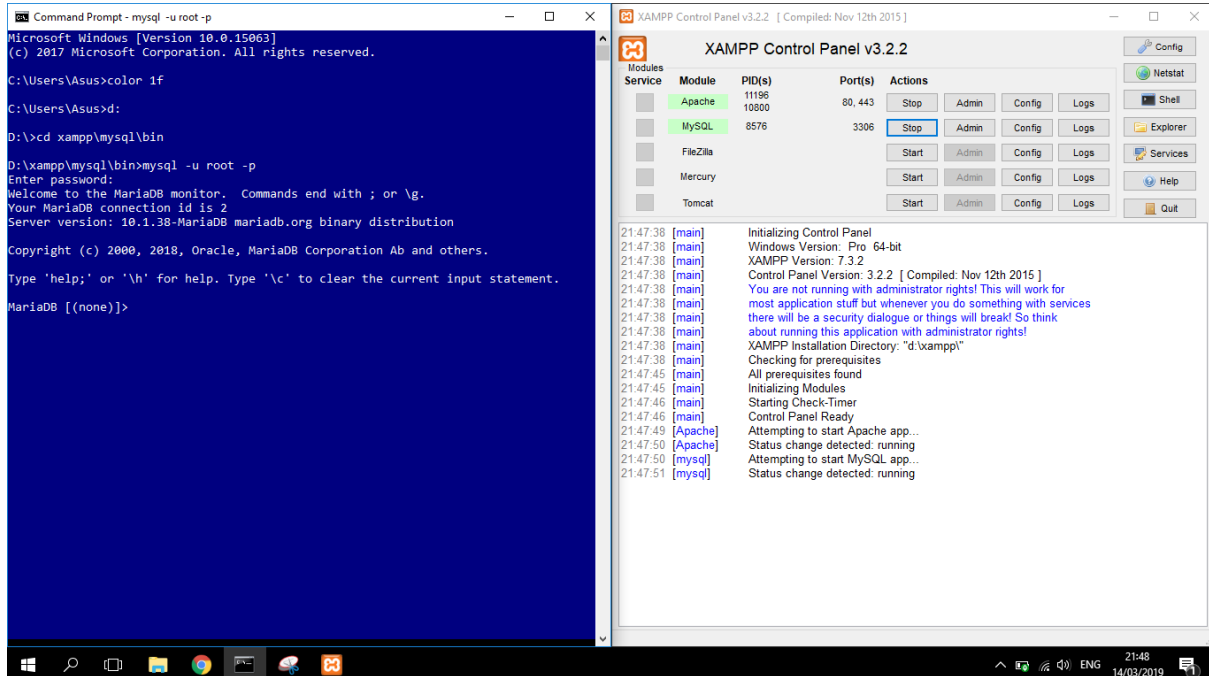 Command Prompt - mysql -u root -p
Microsoft Windows [Version 10.0.15063]
(c) 2017 Microsoft Corporation. All rights reserved.
C:\Users\Asus>color 1f
C:\Users\Asus>d:
D:\>cd xampp\mysql\bin
D:\xampp\mysql\bin>mysql -u root -p
Enter password:
Welcome to the MariaDB monitor.  Commands end with ; or \g.
Your MariaDB connection id is 2
Server version: 10.1.38-MariaDB mariadb.org binary distribution
Copyright (c) 2000, 2018, Oracle, MariaDB Corporation Ab and others.
Type 'help;' or '\h' for help. Type '\c' to clear the current input statement.
MariaDB [(none)]>
XAMPP Control Panel v3.2.2 [ Compiled: Nov 12th 2015 ]
XAMPP Control Panel v3.2.2
Config
Modules
Service Module PID(s) Port(s) Actions
Netstat
Apache 11196 10800 80, 443 Stop Admin Config Logs
Shell
MySQL 8576 3306 Stop Admin Config Logs
Explorer
FileZilla Start Admin Config Logs
Services
Mercury Start Admin Config Logs
Help
Tomcat Start Admin Config Logs
Quit
21:47:38 [main] Initializing Control Panel
21:47:38 [main] Windows Version: Pro 64-bit
21:47:38 [main] XAMPP Version: 7.3.2
21:47:38 [main] Control Panel Version: 3.2.2 [ Compiled: Nov 12th 2015 ]
21:47:38 [main] You are not running with administrator rights! This will work for
21:47:38 [main] most application stuff but whenever you do something with services
21:47:38 [main] there will be a security dialogue or things will break! So think
21:47:38 [main] about running this application with administrator rights!
21:47:38 [main] XAMPP Installation Directory: "d:\xampp\"
21:47:38 [main] Checking for prerequisites
21:47:45 [main] All prerequisites found
21:47:45 [main] Initializing Modules
21:47:46 [main] Starting Check-Timer
21:47:46 [main] Control Panel Ready
21:47:49 [Apache] Attempting to start Apache app...
21:47:50 [Apache] Status change detected: running
21:47:50 [mysql] Attempting to start MySQL app...
21:47:51 [mysql] Status change detected: running
ENG
21:48
14/03/2019
1